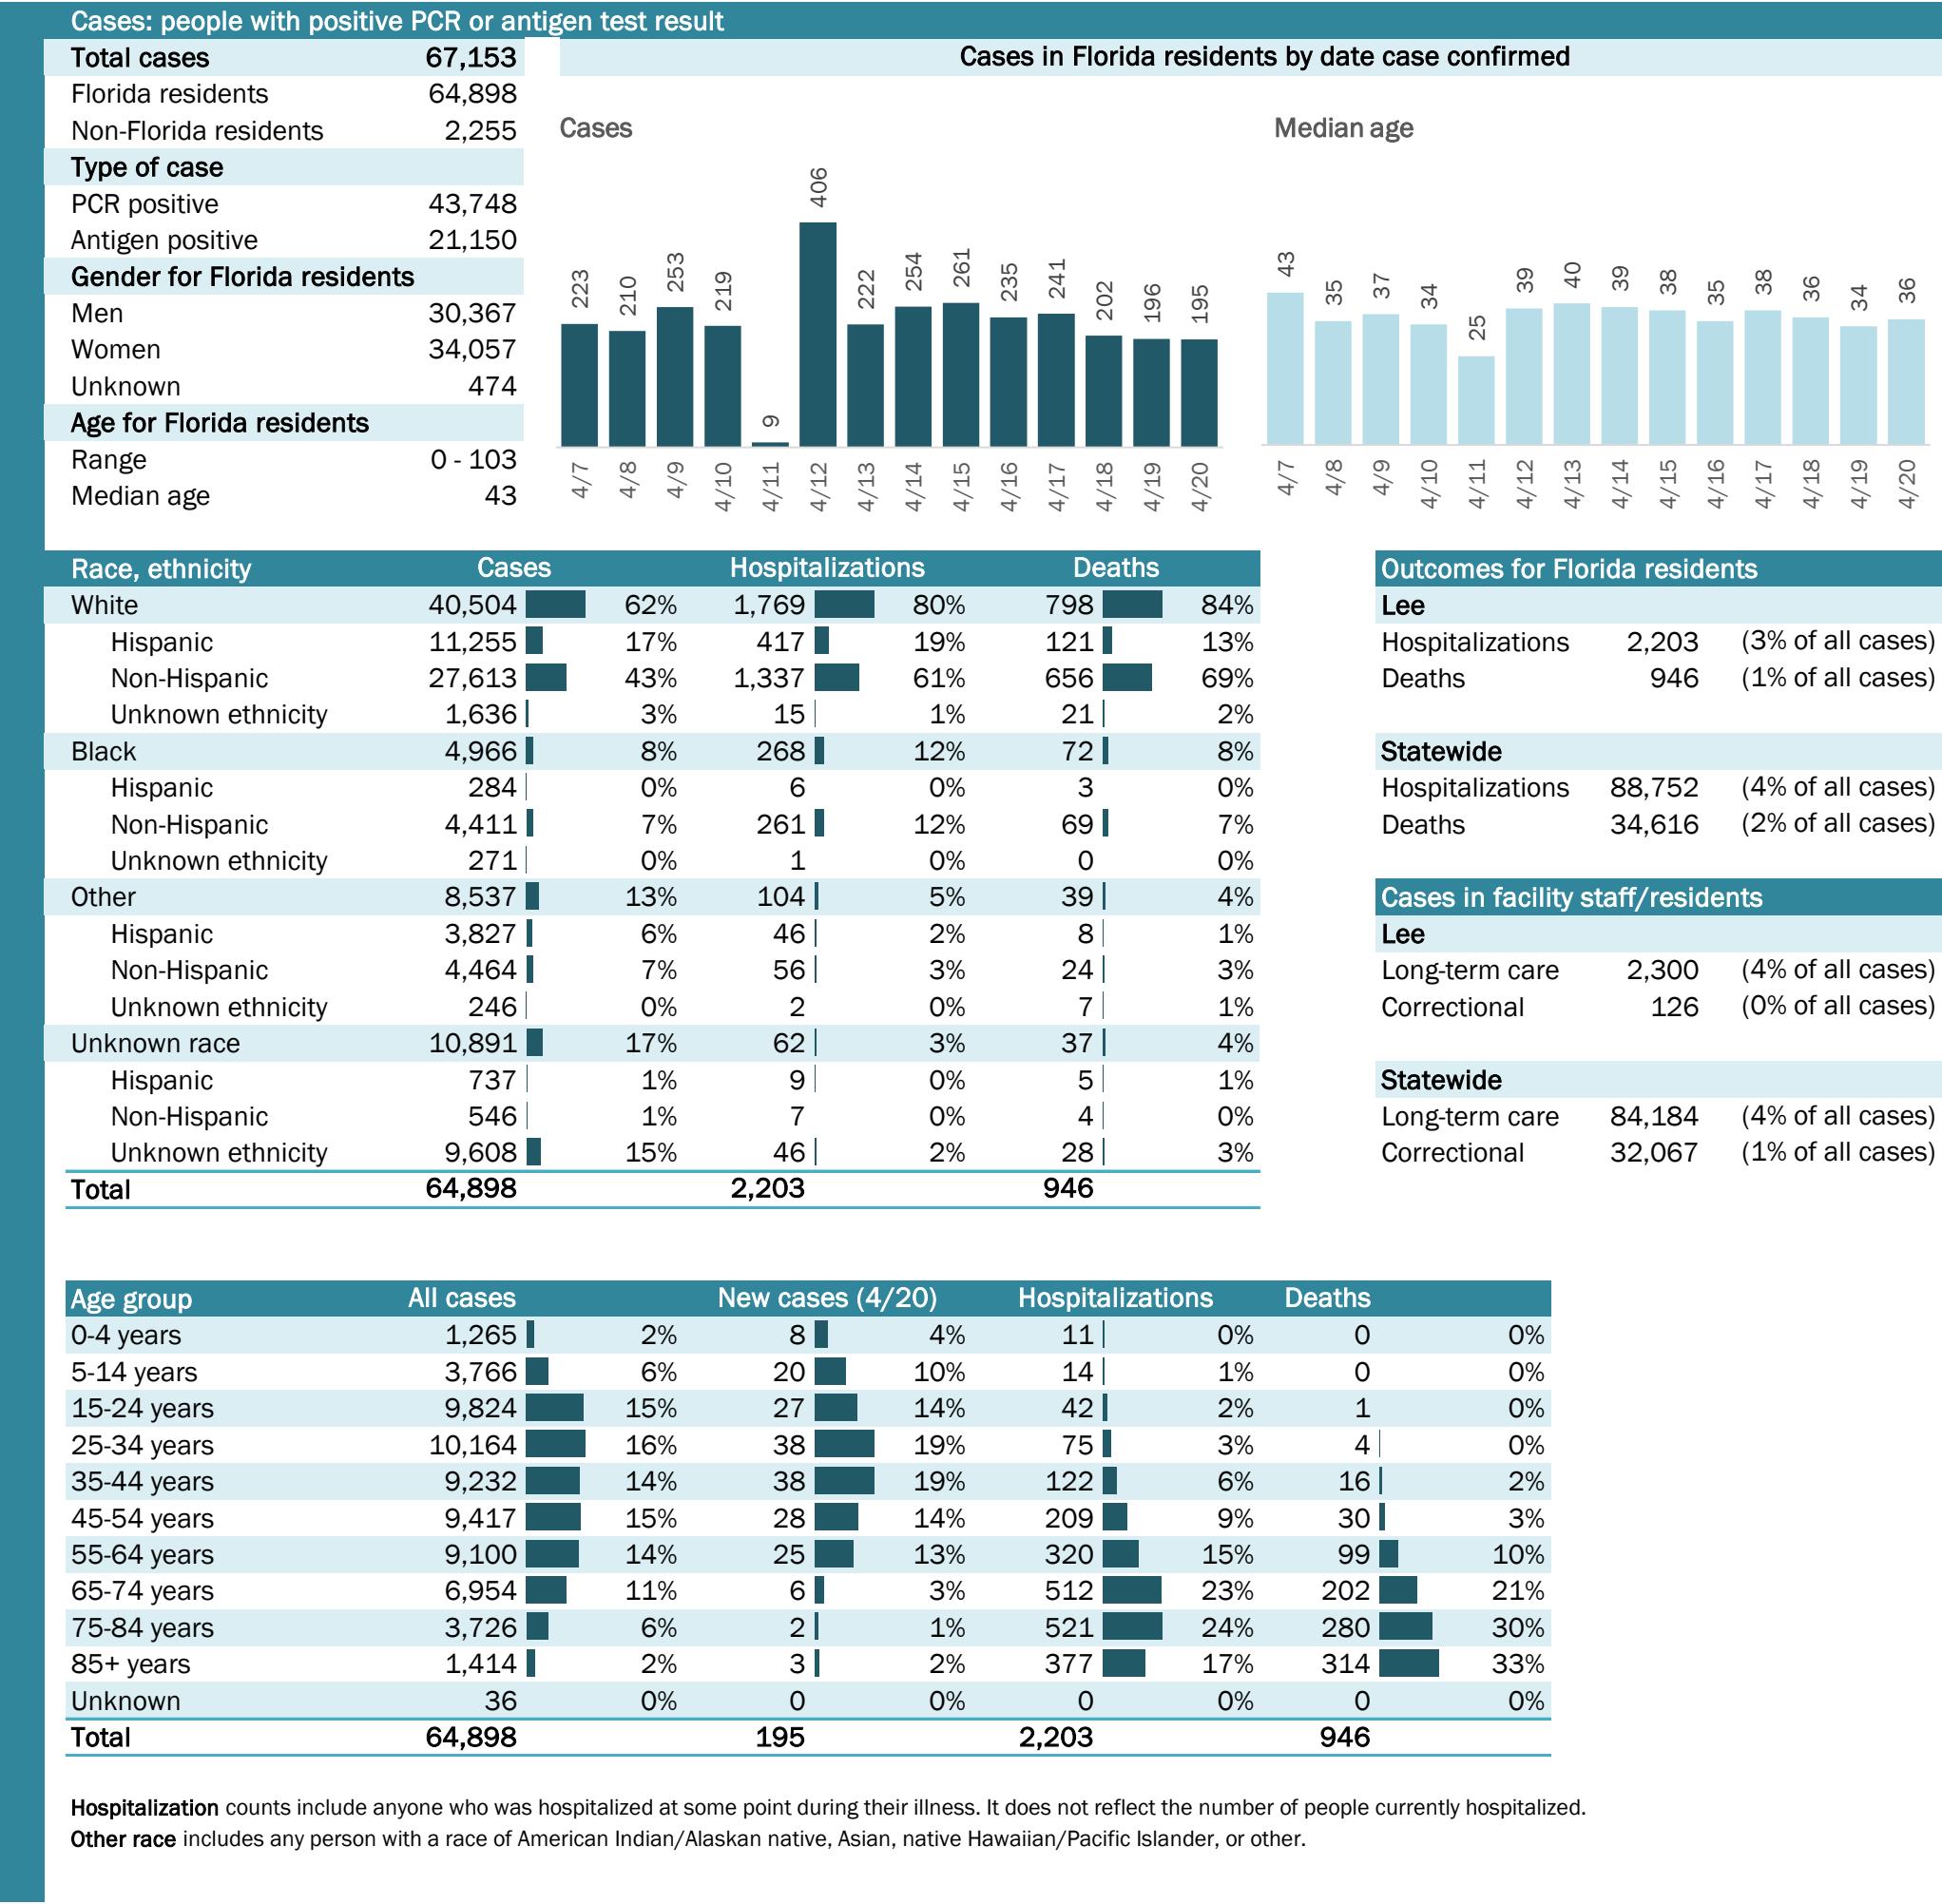 Cases: people with positive PCR or antigen test result
Total cases 67,153
Florida residents 64,898
Non-Florida residents 2,255
Type of case
PCR positive 43,748
Antigen positive 21,150
Gender for Florida residents
Men 30,367
Women 34,057
Unknown 474
Age for Florida residents
Range 0 - 103
Median age 43
Cases in Florida residents by date case confirmed
Cases
223 210 253 219 9 406 222 254 261 235 241 202 196 195
4/7 4/8 4/9 4/10 4/11 4/12 4/13 4/14 4/15 4/16 4/17 4/18 4/19 4/20
Median age
43 35 37 34 25 39 40 39 38 35 38 36 34 36
4/7 4/8 4/9 4/10 4/11 4/12 4/13 4/14 4/15 4/16 4/17 4/18 4/19 4/20
Race, ethnicity Cases Hospitalizations Deaths
White 40,504 62% 1,769 80% 798 84%
Hispanic 11,255 17% 417 19% 121 13%
Non-Hispanic 27,613 43% 1,337 61% 656 69%
Unknown ethnicity 1,636 3% 15 1% 21 2%
Black 4,966 8% 268 12% 72 8%
Hispanic 284 0% 6 0% 3 0%
Non-Hispanic 4,411 7% 261 12% 69 7%
Unknown ethnicity 271 0% 1 0% 0 0%
Other 8,537 13% 104 5% 39 4%
Hispanic 3,827 6% 46 2% 8 1%
Non-Hispanic 4,464 7% 56 3% 24 3%
Unknown ethnicity 246 0% 2 0% 7 1%
Unknown race 10,891 17% 62 3% 37 4%
Hispanic 737 1% 9 0% 5 1%
Non-Hispanic 546 1% 7 0% 4 0%
Unknown ethnicity 9,608 15% 46 2% 28 3%
Total 64,898 2,203 946
Outcomes for Florida residents
Lee
Hospitalizations 2,203 (3% of all cases)
Deaths 946 (1% of all cases)
Statewide
Hospitalizations 88,752 (4% of all cases)
Deaths 34,616 (2% of all cases)
Cases in facility staff/residents
Lee
Long-term care 2,300 (4% of all cases)
Correctional 126 (0% of all cases)
Statewide
Long-term care 84,184 (4% of all cases)
Correctional 32,067 (1% of all cases)
Age group All cases New cases (4/20) Hospitalizations Deaths
0-4 years 1,265 2% 8 4% 11 0% 0 0%
5-14 years 3,766 6% 20 10% 14 1% 0 0%
15-24 years 9,824 15% 27 14% 42 2% 1 0%
25-34 years 10,164 16% 38 19% 75 3% 4 0%
35-44 years 9,232 14% 38 19% 122 6% 16 2%
45-54 years 9,417 15% 28 14% 209 9% 30 3%
55-64 years 9,100 14% 25 13% 320 15% 99 10%
65-74 years 6,954 11% 6 3% 512 23% 202 21%
75-84 years 3,726 6% 2 1% 521 24% 280 30%
85+ years 1,414 2% 3 2% 377 17% 314 33%
Unknown 36 0% 0 0% 0 0% 0 0%
Total 64,898 195 2,203 946
Hospitalization counts include anyone who was hospitalized at some point during their illness. It does not reflect the number of people currently hospitalized.
Other race includes any person with a race of American Indian/Alaskan native, Asian, native Hawaiian/Pacific Islander, or other.